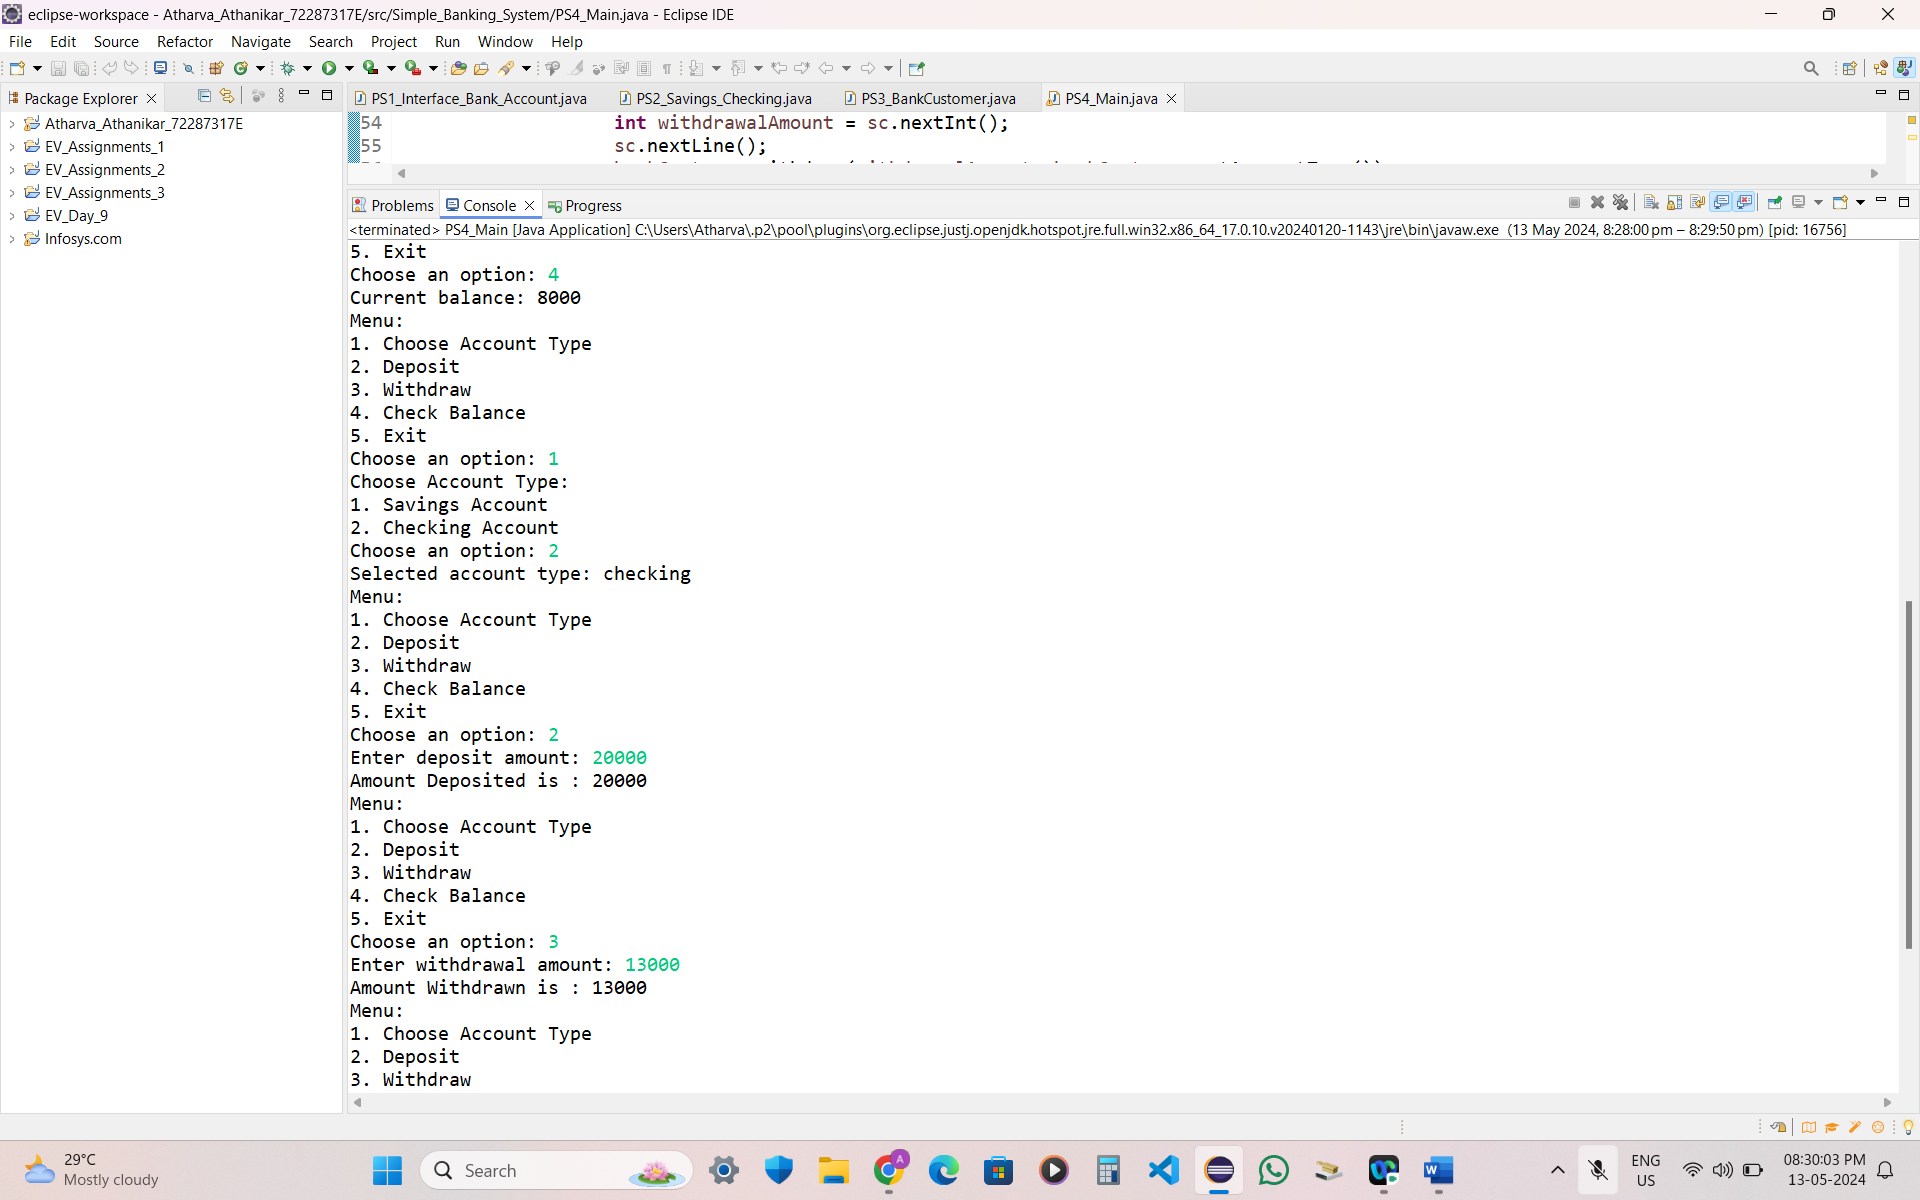 eclipse-workspace - Atharva_Athanikar_72287317E/src/Simple_Banking_System/PS4_Main.java - Eclipse IDE
File Edit Source Refactor Navigate Search Project Run Window Help
Package Explorer
PS1_Interface_Bank_Account.java PS2_Savings_Checking.java PS3_BankCustomer.java PS4_Main.java
Atharva_Athanikar_72287317E
EV_Assignments_1
EV_Assignments_2
EV_Assignments_3
EV_Day_9
Infosys.com
54 int withdrawalAmount = sc.nextInt();
55 sc.nextLine();
Problems Console Progress
<terminated> PS4_Main [Java Application] C:\Users\Atharva\.p2\pool\plugins\org.eclipse.justj.openjdk.hotspot.jre.full.win32.x86_64_17.0.10.v20240120-1143\jre\bin\javaw.exe (13 May 2024, 8:28:00 pm – 8:29:50 pm) [pid: 16756]
5. Exit
Choose an option: 4
Current balance: 8000
Menu:
1. Choose Account Type
2. Deposit
3. Withdraw
4. Check Balance
5. Exit
Choose an option: 1
Choose Account Type:
1. Savings Account
2. Checking Account
Choose an option: 2
Selected account type: checking
Menu:
1. Choose Account Type
2. Deposit
3. Withdraw
4. Check Balance
5. Exit
Choose an option: 2
Enter deposit amount: 20000
Amount Deposited is : 20000
Menu:
1. Choose Account Type
2. Deposit
3. Withdraw
4. Check Balance
5. Exit
Choose an option: 3
Enter withdrawal amount: 13000
Amount Withdrawn is : 13000
Menu:
1. Choose Account Type
2. Deposit
3. Withdraw
29°C
Mostly cloudy
Search
A
ENG
US
08:30:03 PM
13-05-2024